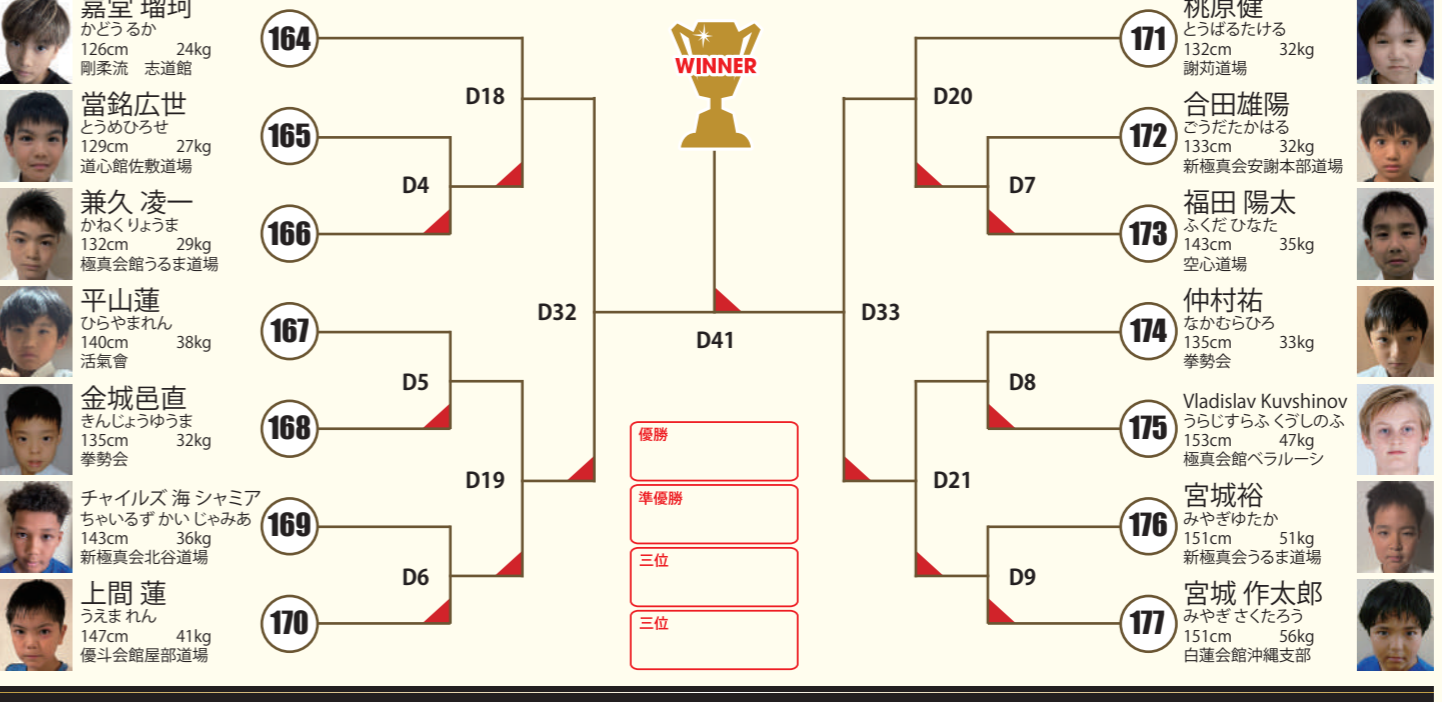 嘉堂 瑠珂
かどうるか
126cm 24kg
剛柔流 志道館
164
當銘広世
とうめひろせ
129cm 27kg
道心館佐敷道場
165
兼久 凌一
かねくりょうま
132cm 29kg
極真会館うるま道場
166
平山蓮
ひらやまれん
140cm 38kg
活氣會
167
金城邑直
きんじょうゆうま
135cm 32kg
拳勢会
168
チャイルズ 海 シャミア
ちゃいるず かい じゃみあ
143cm 36kg
新極真会北谷道場
169
上間 蓮
うえま れん
147cm 41kg
優斗会館屋部道場
170
D18
D4
D32
D5
D19
D6
WINNER
D41
優勝
準優勝
三位
三位
D20
D7
D33
D8
D21
D9
171
桃原健
とうばるたける
132cm 32kg
謝苅道場
172
合田雄陽
ごうだたかはる
133cm 32kg
新極真会安謝本部道場
173
福田 陽太
ふくだ ひなた
143cm 35kg
空心道場
174
仲村祐
なかむらひろ
135cm 33kg
拳勢会
175
Vladislav Kuvshinov
うらじすらふ くゔしのふ
153cm 47kg
極真会館ベラルーシ
176
宮城裕
みやぎゆたか
151cm 51kg
新極真会うるま道場
177
宮城 作太郎
みやぎ さくたろう
151cm 56kg
白蓮会館沖縄支部